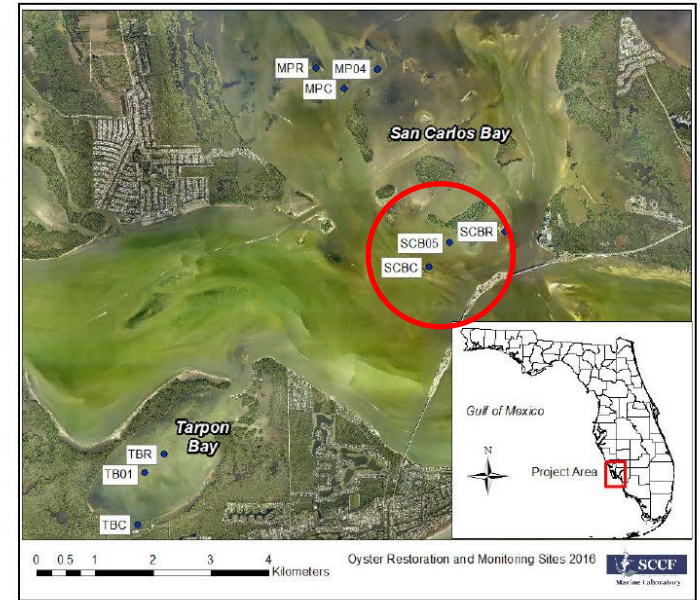 MPR
MP04
MPC
San Carlos Bay
SCBR
SCB05
SCBC
Tarpon
Bay
TBR
TB01
TBC
Gulf of Mexico
N
Project Area
0 0.5 1 2 3 4
Kilometers
Oyster Restoration and Monitoring Sites 2016
SCCF
Marine Laboratory